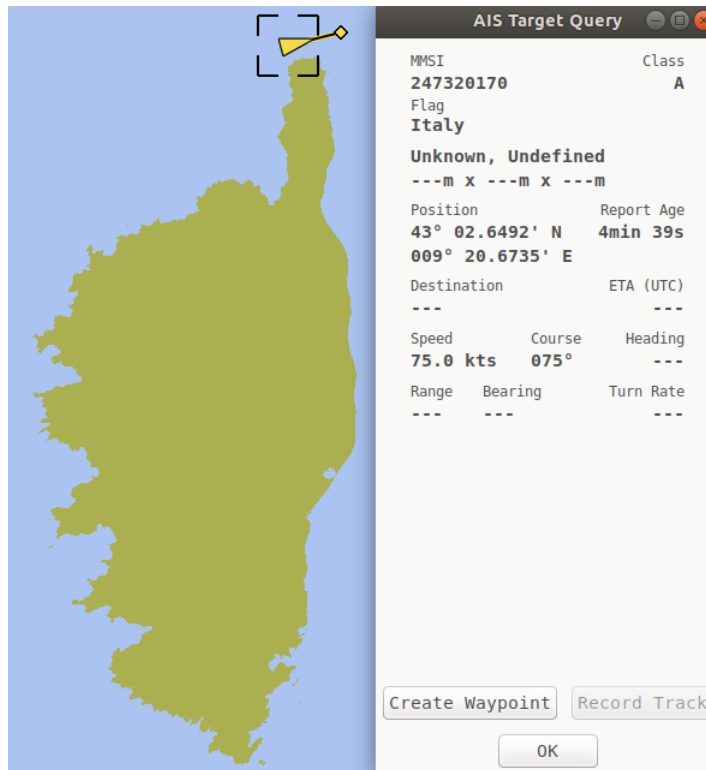 AIS Target Query
MMSI Class
247320170 A
Flag
Italy
Unknown, Undefined
---m x ---m x ---m
Position Report Age
43° 02.6492' N 4min 39s
009° 20.6735' E
Destination ETA (UTC)
--- ---
Speed Course Heading
75.0 kts 075° ---
Range Bearing Turn Rate
--- --- ---
Create Waypoint Record Track
OK